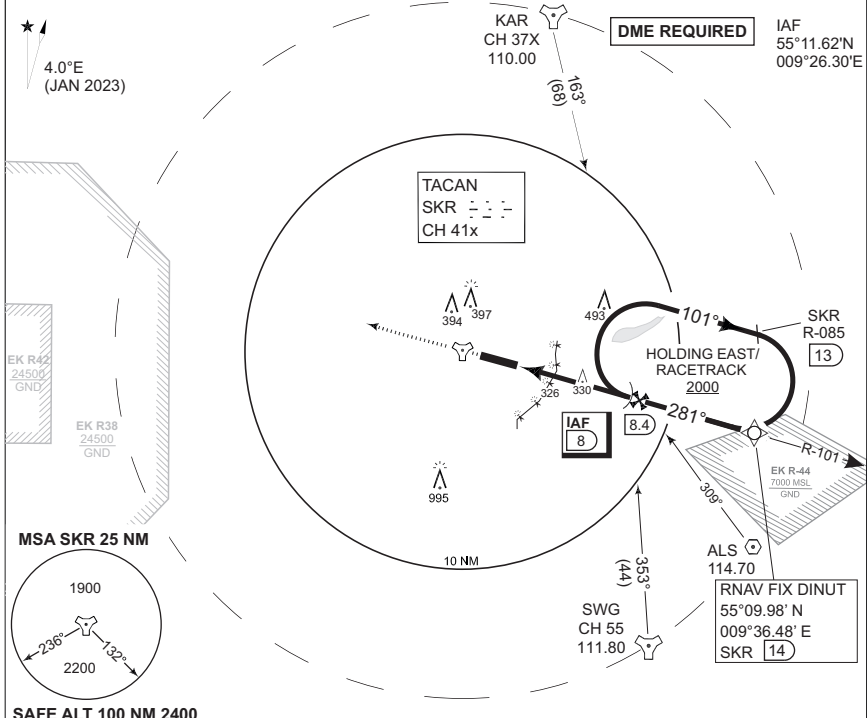 KAR
CH 37X
110.00
DME REQUIRED
IAF
55°11.62'N
009°26.30'E
4.0°E
(JAN 2023)
163°
(68)
TACAN
SKR
CH 41x
394
397
493
101°
SKR
R-085
13
HOLDING EAST/
RACETRACK
2000
EK R42
24500
GND
326
330
281°
IAF
8
8.4
EK R38
24500
GND
R-101
EK R-44
7000 MSL
GND
995
309°
MSA SKR 25 NM
10 NM
353°
(44)
ALS
114.70
1900
236°
132°
2200
SWG
CH 55
111.80
RNAV FIX DINUT
55°09.98' N
009°36.48' E
SKR 14
SAFE ALT 100 NM 2400